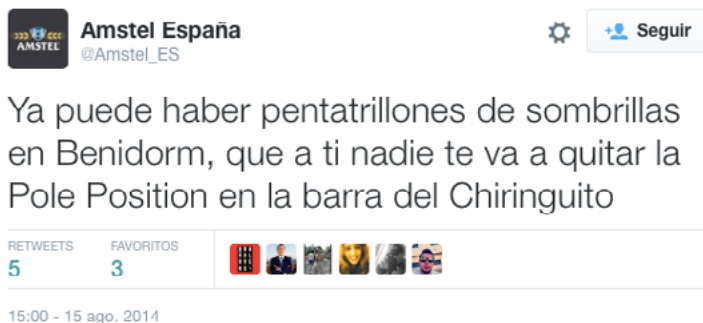 AMSTEL
Amstel España
@Amstel_ES
Seguir
Ya puede haber pentatrillones de sombrillas
en Benidorm, que a ti nadie te va a quitar la
Pole Position en la barra del Chiringuito
RETWEETS FAVORITOS
5 3
15:00 - 15 ago. 2014